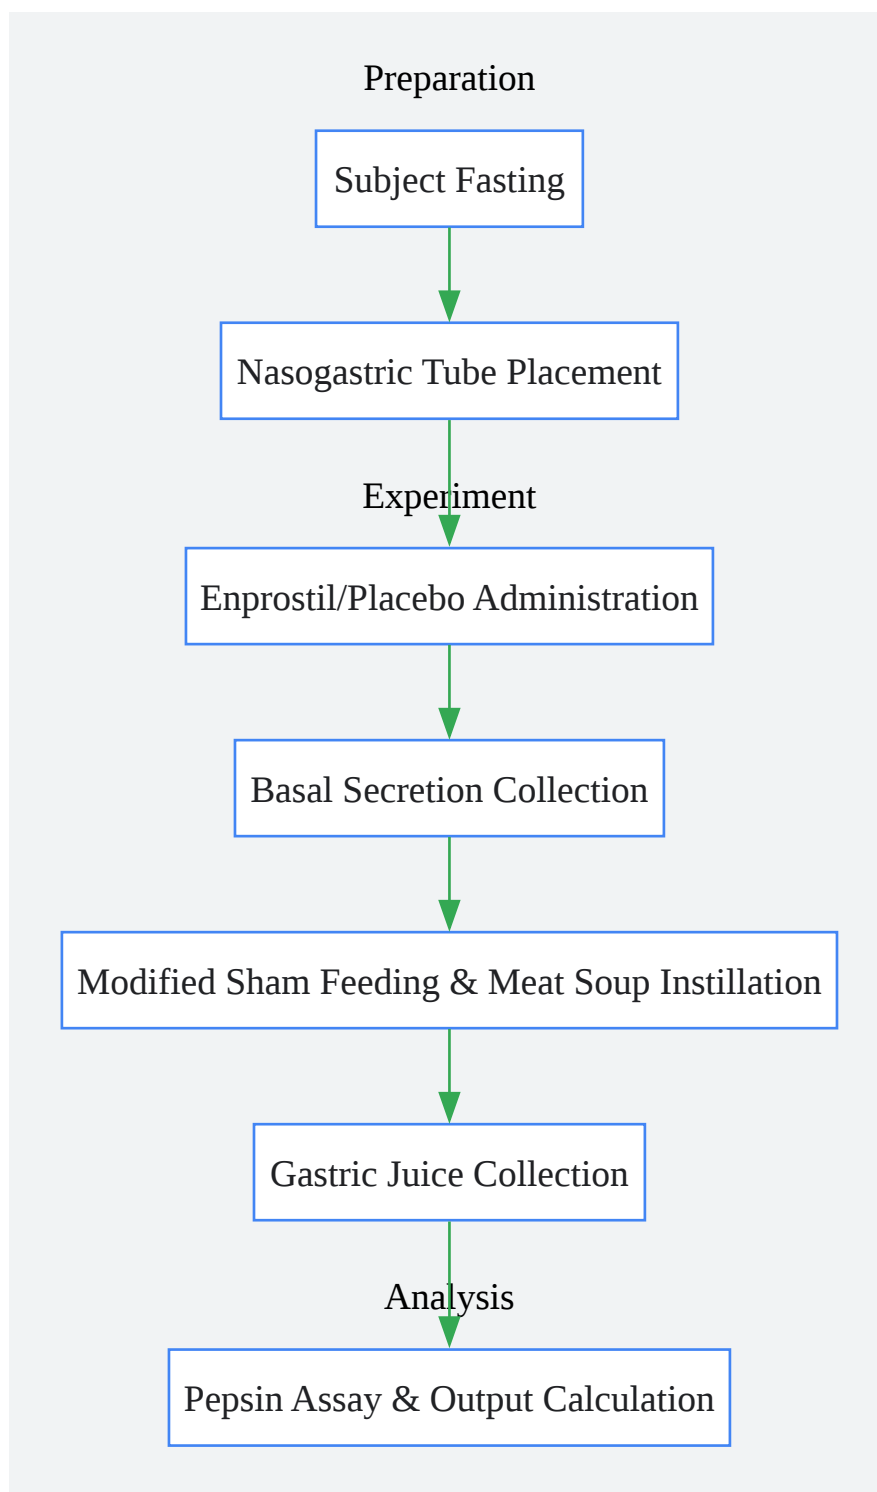 Preparation
Subject Fasting
Nasogastric Tube Placement
Experiment
Enprostil/Placebo Administration
Basal Secretion Collection
Modified Sham Feeding & Meat Soup Instillation
Gastric Juice Collection
Analysis
Pepsin Assay & Output Calculation